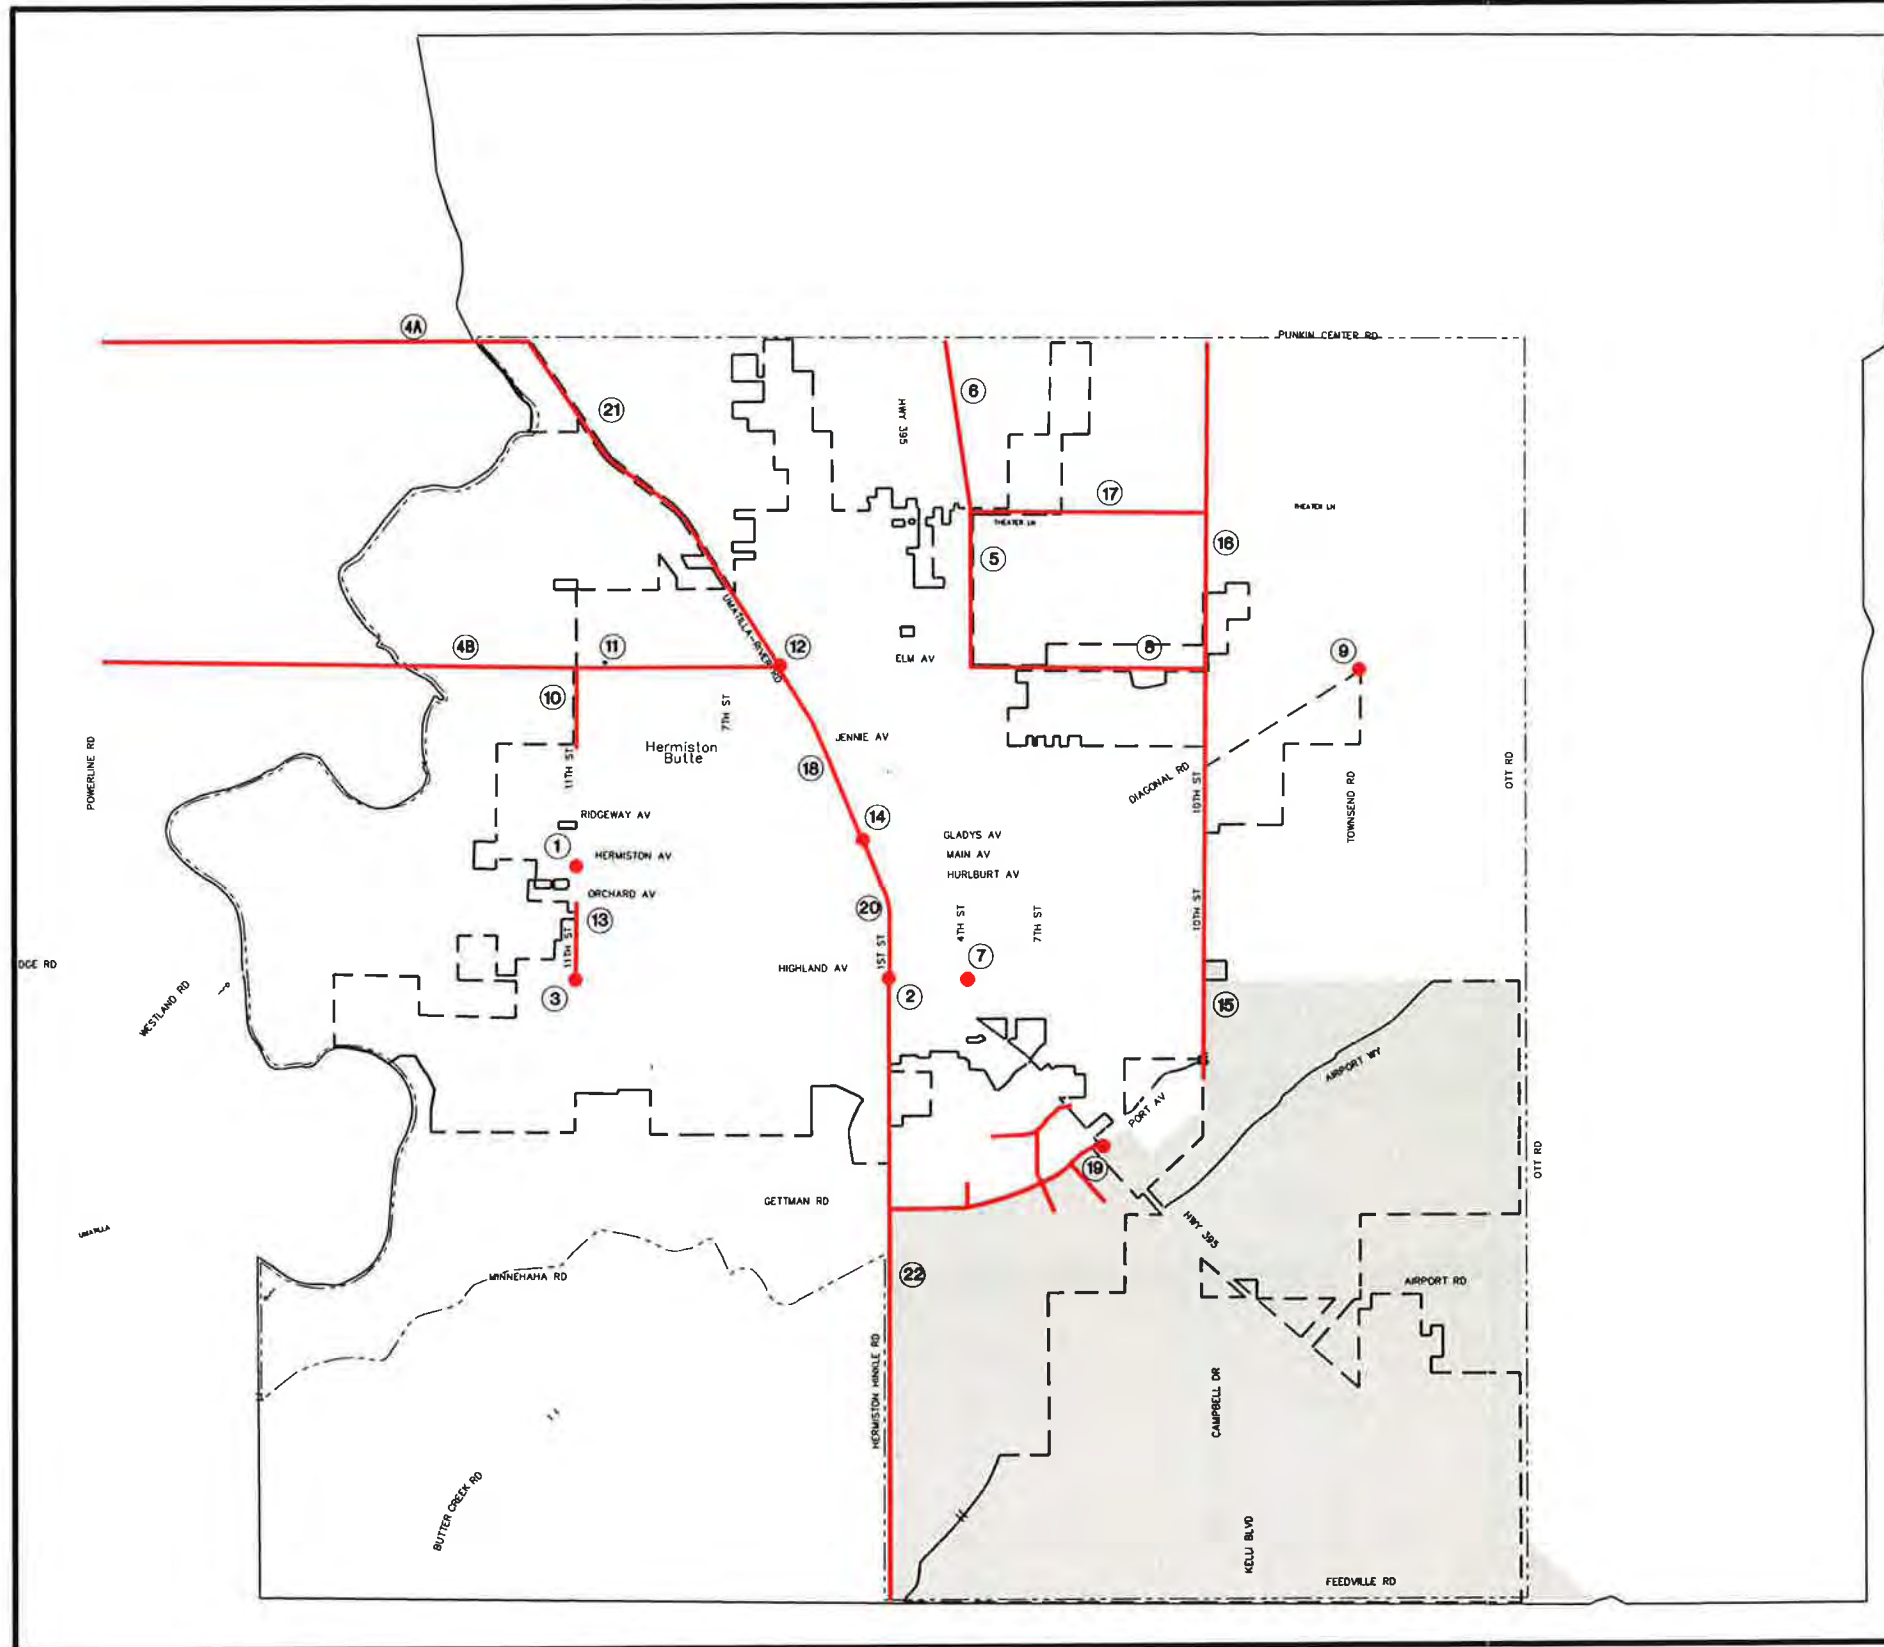 4A
PUNKIN CENTER RD
6
21
HWY 395
17
THEATER LN
THEATER LN
16
5
UMATILLA-RIVER RD
4B
11
12
ELM AV
8
9
10
7TH ST
JENNIE AV
Hermiston
Butte
POWERLINE RD
11TH ST
18
DIAGONAL RD
10TH ST
TOWNSEND RD
OTT RD
RIDGEWAY AV
14
GLADYS AV
1
HERMISTON AV
MAIN AV
HURLBURT AV
ORCHARD AV
13
20
10TH ST
4TH ST
7TH ST
11TH ST
1ST ST
DGE RD
HIGHLAND AV
7
WESTLAND RD
3
2
15
AIRPORT WY
PORT AV
19
OTT RD
GETTMAN RD
UMATILLA
HWY 395
MINNEHAHA RD
22
AIRPORT RD
HERMISTON HINKLE RD
CAMPBELL DR
BUTTER CREEK RD
KELLI BLVD
FEEDVILLE RD